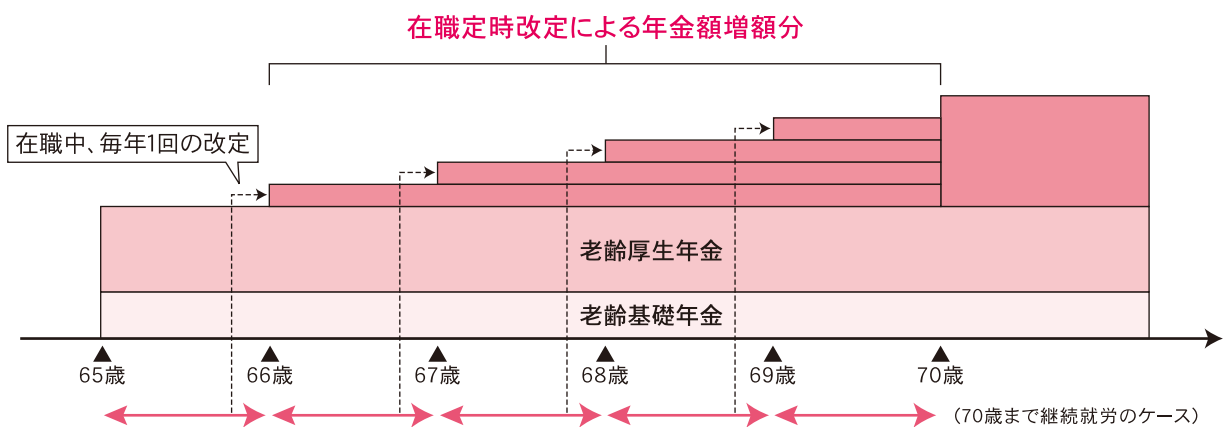 在職定時改定による年金額増額分
在職中、毎年1回の改定
老齢厚生年金
老齢基礎年金
65歳
66歳
67歳
68歳
69歳
70歳
（70歳まで継続就労のケース）